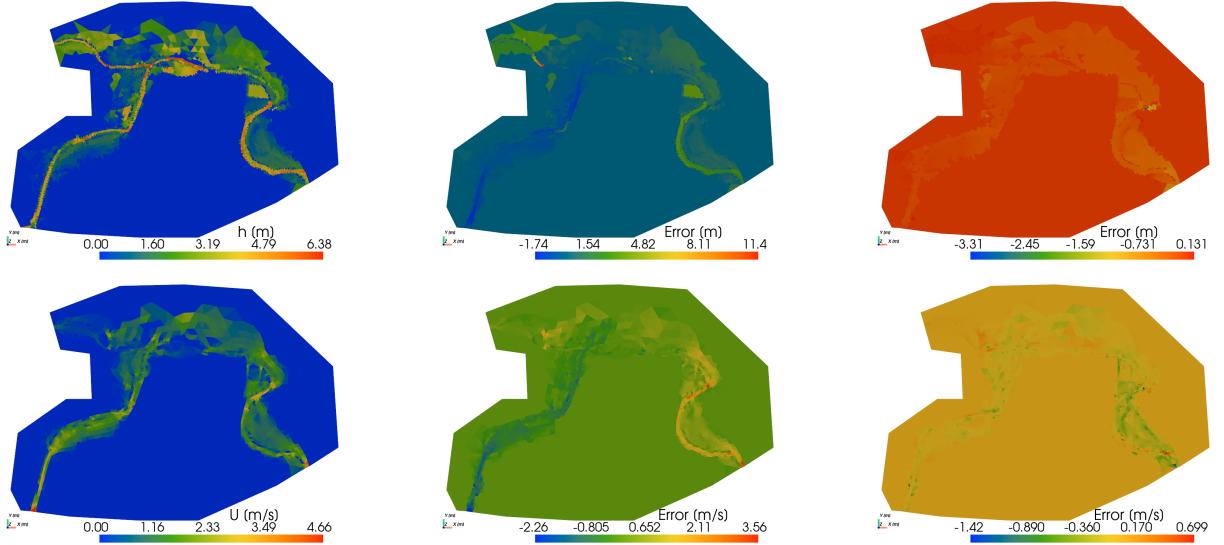 h (m)
0.00 1.60 3.19 4.79 6.38
Error (m)
-1.74 1.54 4.82 8.11 11.4
Error (m)
-3.31 -2.45 -1.59 -0.731 0.131
U (m/s)
0.00 1.16 2.33 3.49 4.66
Error (m/s)
-2.26 -0.805 0.652 2.11 3.56
Error (m/s)
-1.42 -0.890 -0.360 0.170 0.699